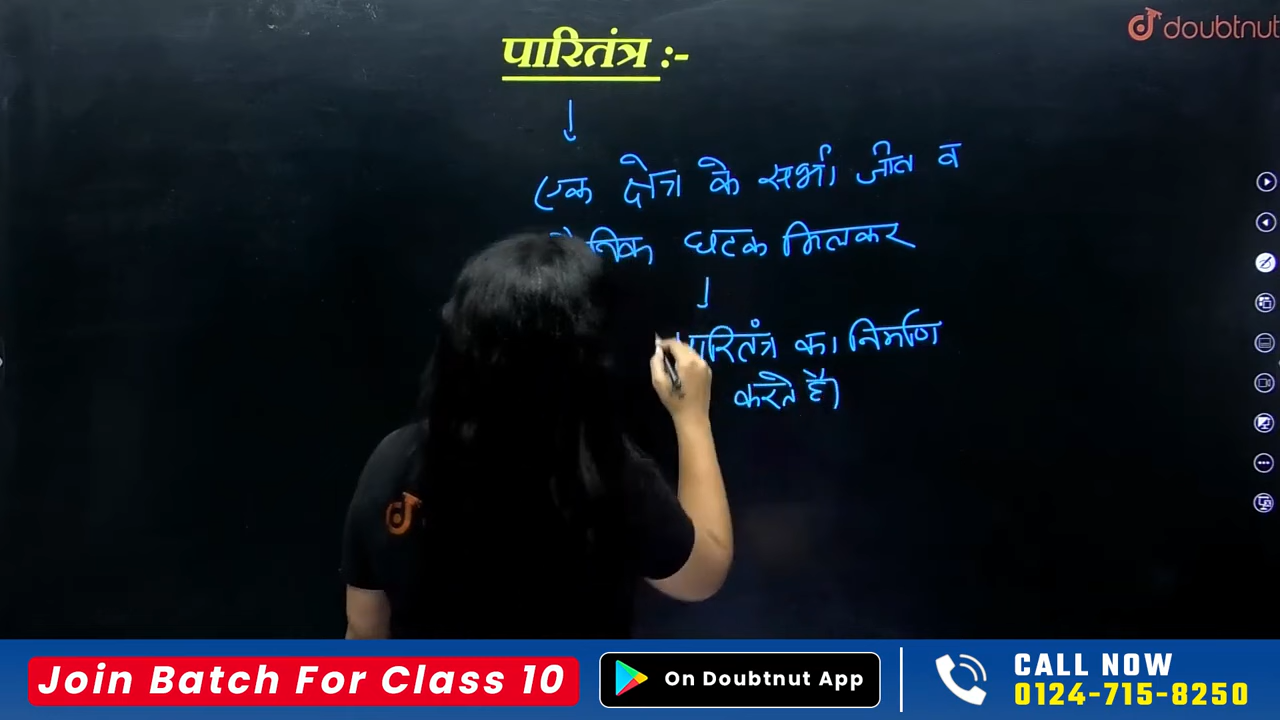 doubtnut
पारितंत्र :-
एक क्षेत्र के सभी जीव व
घटक मिलकर
पारितंत्र का निर्माण
करते है।
Join Batch For Class 10
On Doubtnut App
CALL NOW
0124-715-8250